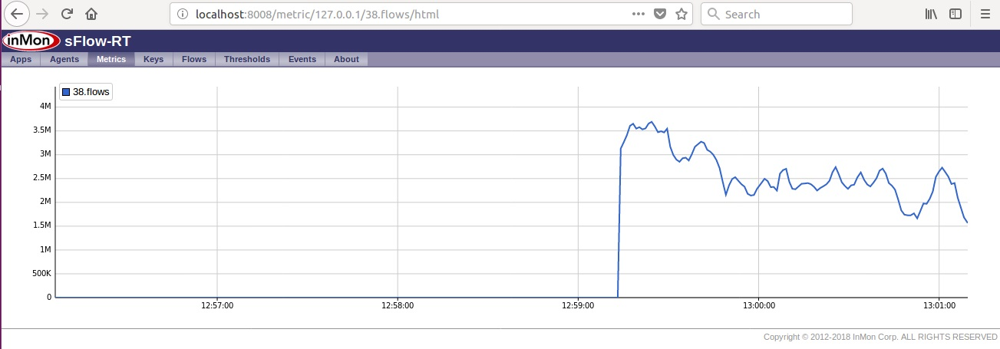 localhost:8008/metric/127.0.0.1/38.flows/html
Search
inMon sFlow-RT
Apps Agents Metrics Keys Flows Thresholds Events About
38.flows
4M
3.5M
3M
2.5M
2M
1.5M
1M
500K
0
12:57:00 12:58:00 12:59:00 13:00:00 13:01:00
Copyright © 2012-2018 InMon Corp. ALL RIGHTS RESERVED